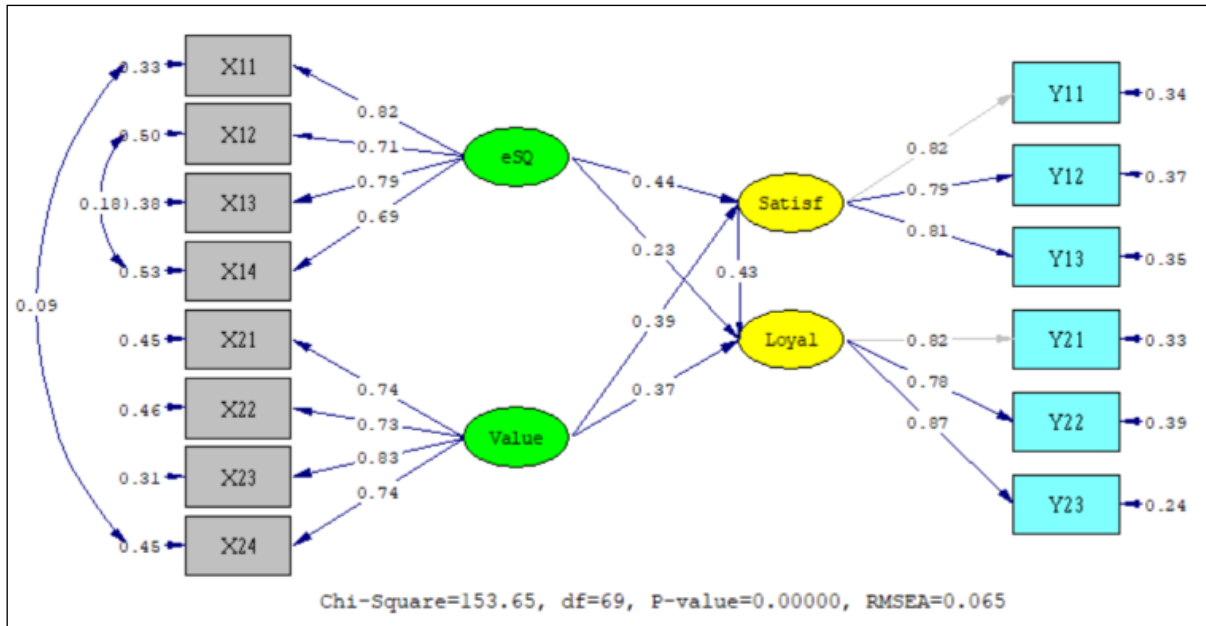 0.33 X11
0.82
0.50 X12
0.71
0.79
0.18 0.38 X13
0.69
0.53 X14
0.09
0.45 X21
0.74
0.46 X22
0.73
0.83
0.31 X23
0.74
0.45 X24
eSQ
Value
0.44
0.23
0.39
0.37
0.43
Satisf
Loyal
0.82
0.79
0.81
0.82
0.78
0.87
Y11 0.34
Y12 0.37
Y13 0.35
Y21 0.33
Y22 0.39
Y23 0.24
Chi-Square=153.65, df=69, P-value=0.00000, RMSEA=0.065